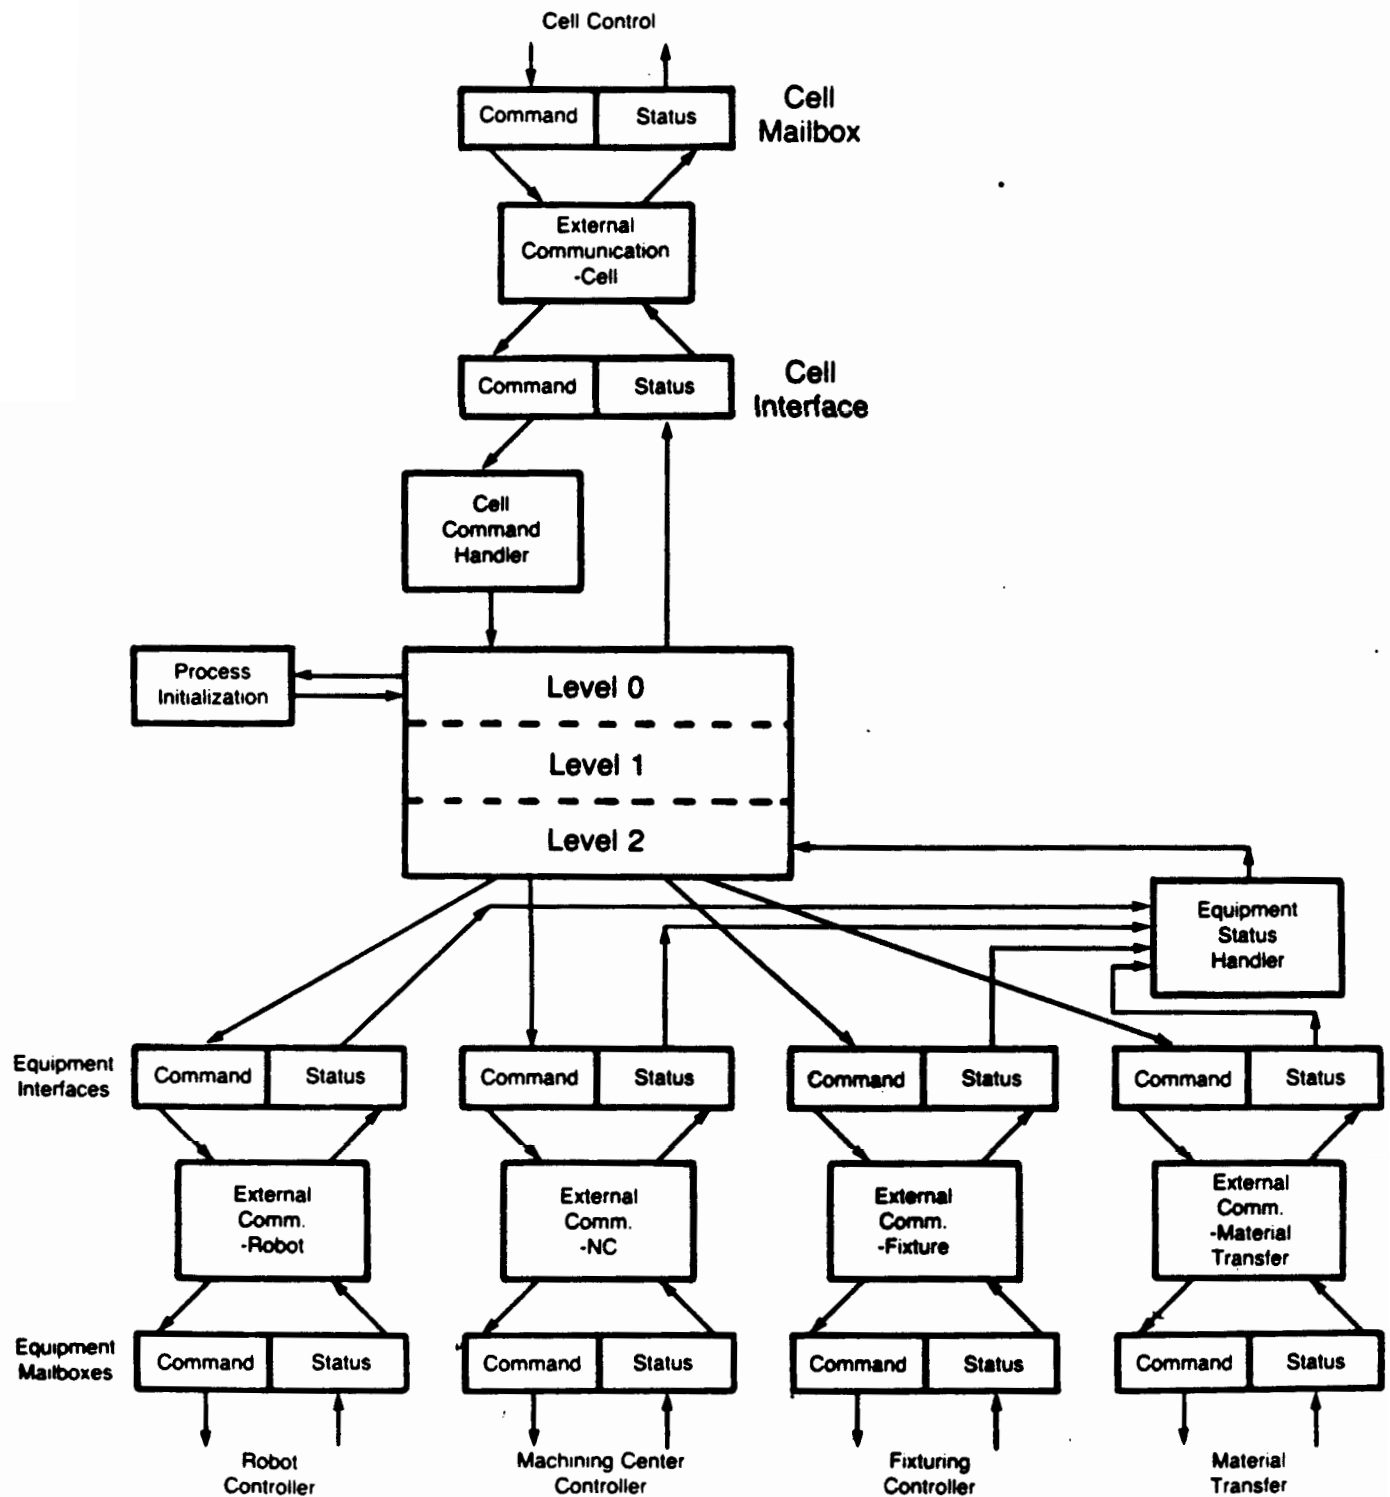 Cell Control
Command
Status
Cell
Mailbox
External
Communication
-Cell
Command
Status
Cell
Interface
Cell
Command
Handler
Process
Initialization
Level 0
Level 1
Level 2
Equipment
Status
Handler
Equipment
Interfaces
Command
Status
Command
Status
Command
Status
Command
Status
External
Comm.
-Robot
External
Comm.
-NC
External
Comm.
-Fixture
External
Comm.
-Material
Transfer
Equipment
Mailboxes
Command
Status
Command
Status
Command
Status
Command
Status
Robot
Controller
Machining Center
Controller
Fixturing
Controller
Material
Transfer